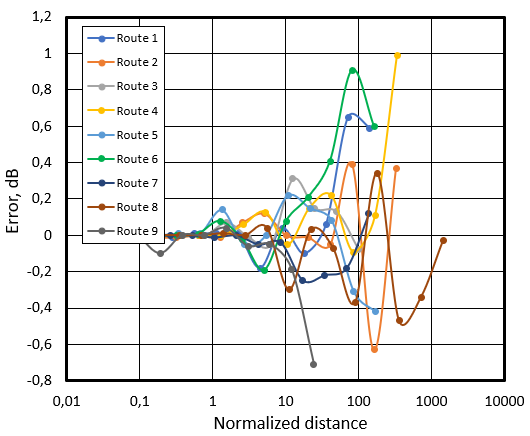 1,2
1
0,8
0,6
0,4
0,2
0
-0,2
-0,4
-0,6
-0,8
Error, dB
Route 1
Route 2
Route 3
Route 4
Route 5
Route 6
Route 7
Route 8
Route 9
0,01 0,1 1 10 100 1000 10000
Normalized distance